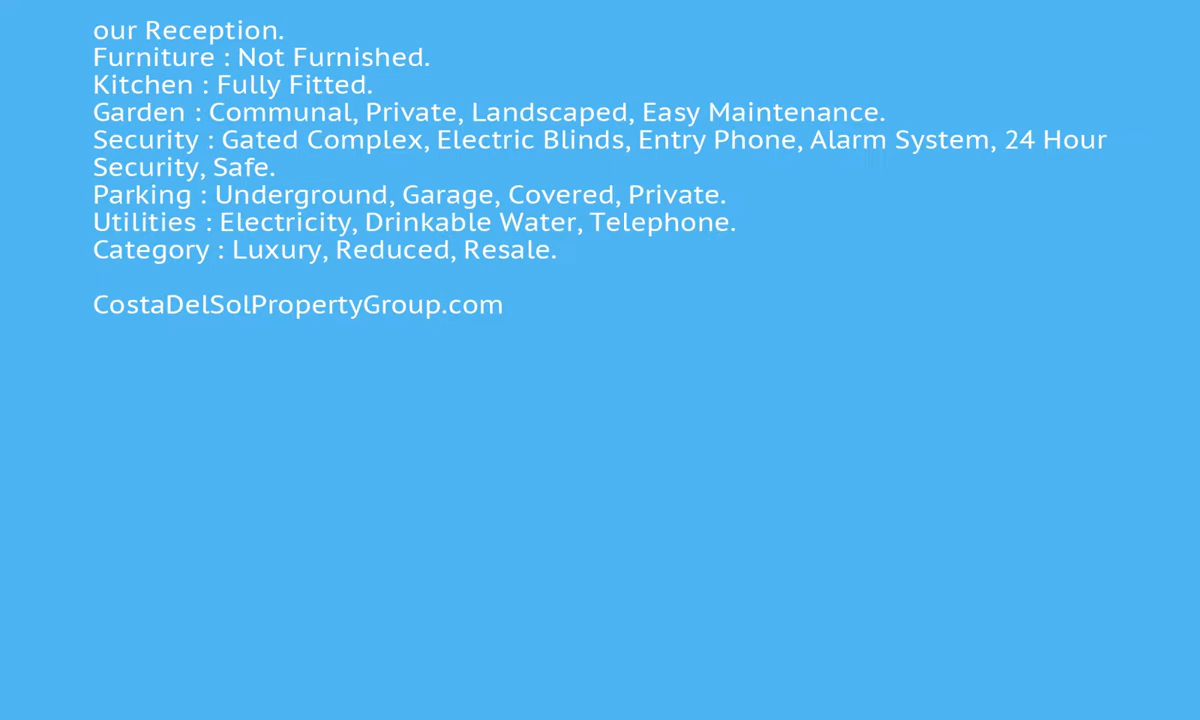 our Reception.
Furniture : Not Furnished.
Kitchen : Fully Fitted.
Garden : Communal, Private, Landscaped, Easy Maintenance.
Security : Gated Complex, Electric Blinds, Entry Phone, Alarm System, 24 Hour
Security, Safe.
Parking : Underground, Garage, Covered, Private.
Utilities : Electricity, Drinkable Water, Telephone.
Category : Luxury, Reduced, Resale.
CostaDelSolPropertyGroup.com